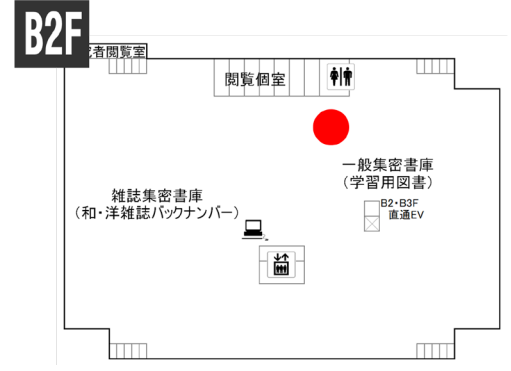 B2F
者閲覧室
閲覧個室
一般集密書庫
(学習用図書)
雑誌集密書庫
(和・洋雑誌バックナンバー)
B2・B3F
直通EV